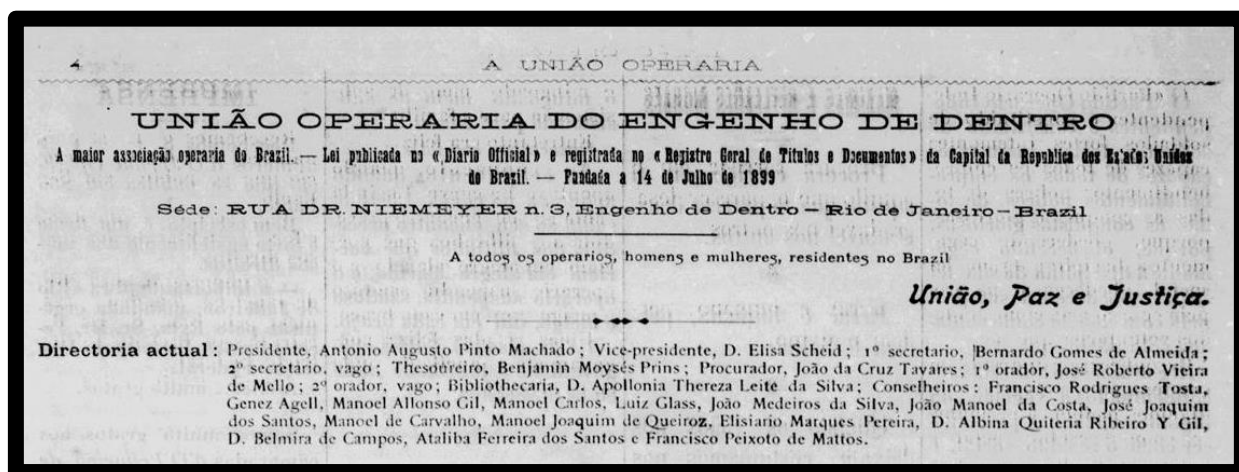 4
A UNIÃO OPERARIA
UNIÃO OPERARIA DO ENGENHO DE DENTRO
A maior associação operaria do Brazil. — Lei publicada no «Diario Official» e registrada no «Registro Geral de Titulos e Documentos» da Capital da Republica dos Estados Unidos
do Brazil. — Fundada a 14 de Julho de 1899
Séde: RUA DR. NIEMEYER n. 3, Engenho de Dentro — Rio de Janeiro — Brazil
A todos os operarios, homens e mulheres, residentes no Brazil
União, Paz e Justiça.
Directoria actual: Presidente, Antonio Augusto Pinto Machado; Vice-presidente, D. Elisa Scheid; 1º secretario, Bernardo Gomes de Almeida;
2º secretario, vago; Thesoureiro, Benjamin Moysés Prins; Procurador, João da Cruz Tavares; 1º orador, José Roberto Vieira
de Mello; 2º orador, vago; Bibliothecaria, D. Apollonia Thereza Leite da Silva; Conselheiros: Francisco Rodrigues Tosta,
Genez Agell, Manoel Allonso Gil, Manoel Carlos, Luiz Glass, João Medeiros da Silva, João Manoel da Costa, José Joaquim
dos Santos, Manoel de Carvalho, Manoel Joaquim de Queiroz, Elisiario Marques Pereira, D. Albina Quiteria Ribeiro Y Gil,
D. Belmira de Campos, Ataliba Ferreira dos Santos e Francisco Peixoto de Mattos.